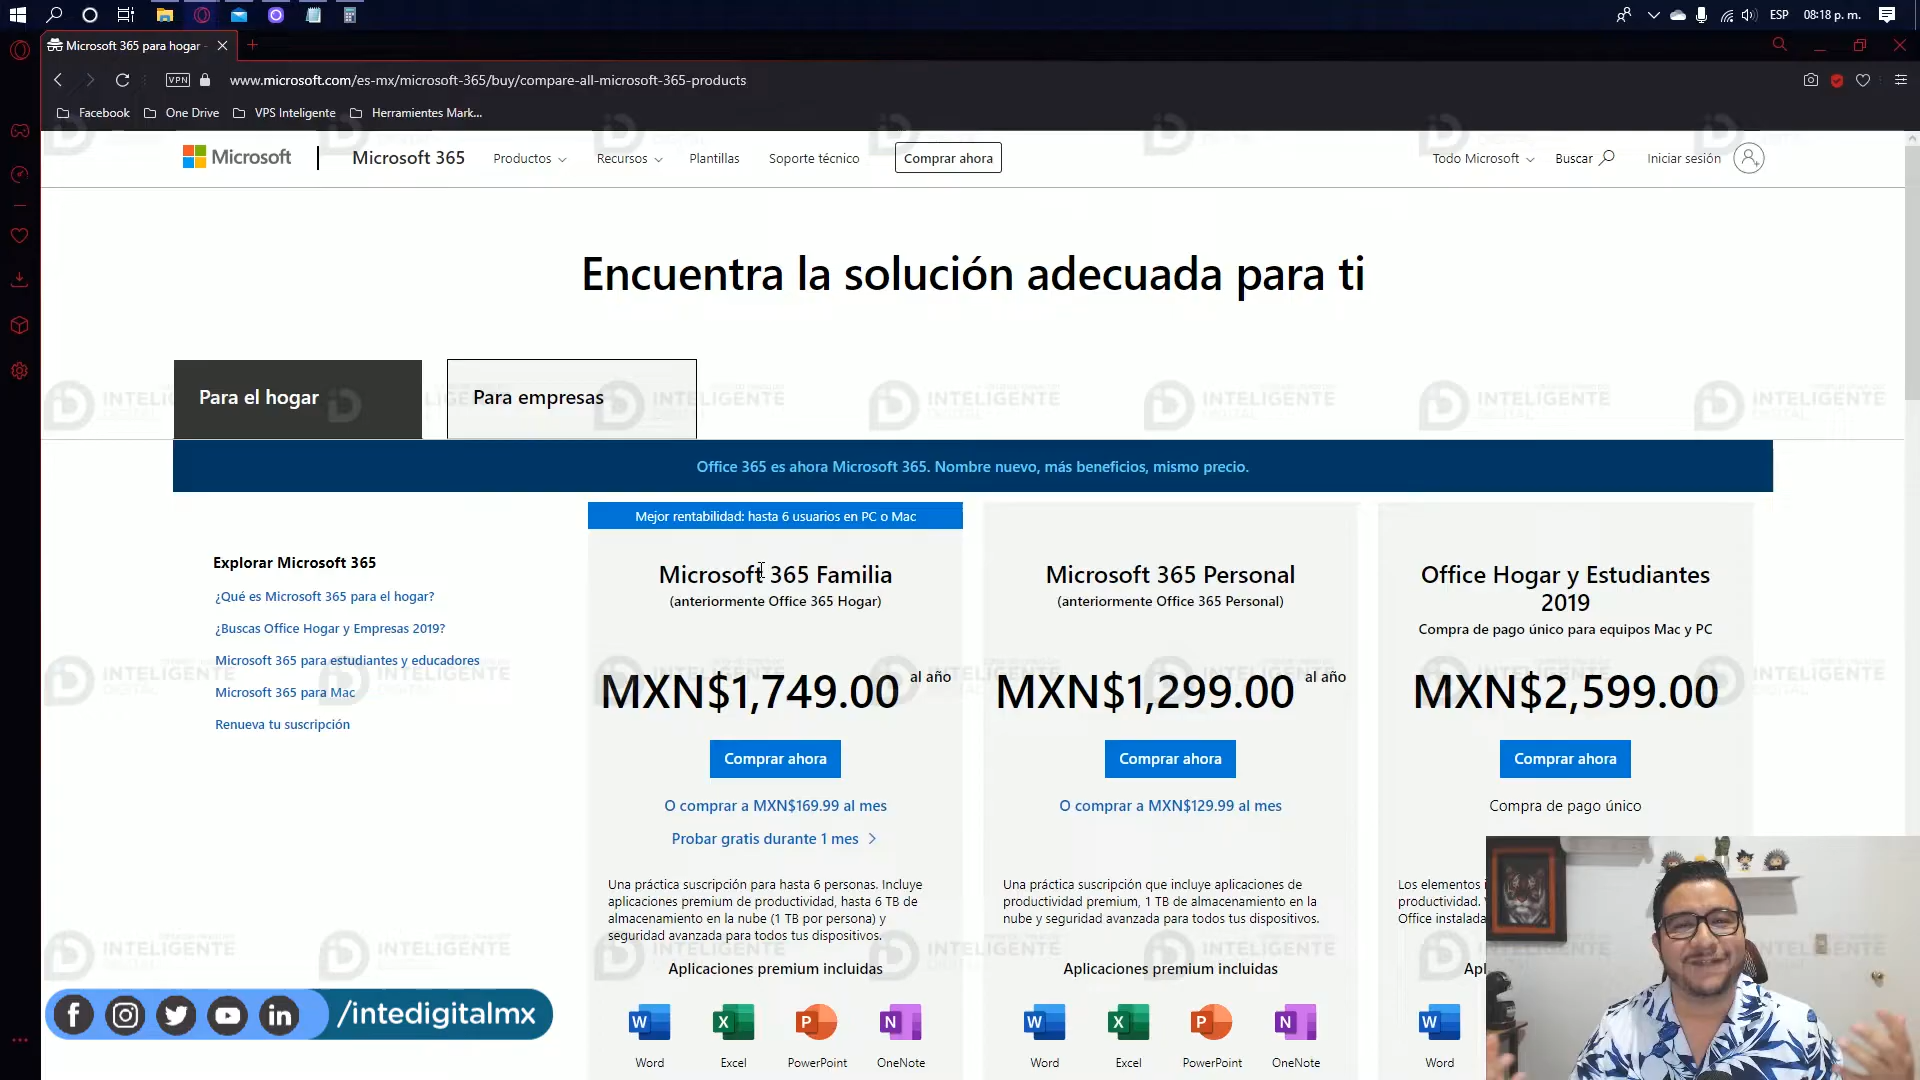 ESP
08:18 p. m.
Microsoft 365 para hogar
VPN
www.microsoft.com/es-mx/microsoft-365/buy/compare-all-microsoft-365-products
Facebook
One Drive
VPS Inteligente
Herramientes Mark...
Microsoft
Microsoft 365
Productos
Recursos
Plantillas
Soporte técnico
Comprar ahora
Todo Microsoft
Buscar
Iniciar sesión
Encuentra la solución adecuada para ti
Para el hogar
Para empresas
Office 365 es ahora Microsoft 365. Nombre nuevo, más beneficios, mismo precio.
Explorar Microsoft 365
¿Qué es Microsoft 365 para el hogar?
¿Buscas Office Hogar y Empresas 2019?
Microsoft 365 para estudiantes y educadores
Microsoft 365 para Mac
Renueva tu suscripción
Mejor rentabilidad: hasta 6 usuarios en PC o Mac
Microsoft 365 Familia
(anteriormente Office 365 Hogar)
MXN$1,749.00 al año
Comprar ahora
O comprar a MXN$169.99 al mes
Probar gratis durante 1 mes
Una práctica suscripción para hasta 6 personas. Incluye
aplicaciones premium de productividad, hasta 6 TB de
almacenamiento en la nube (1 TB por persona) y
seguridad avanzada para todos tus dispositivos.
Aplicaciones premium incluidas
Word
Excel
PowerPoint
OneNote
Microsoft 365 Personal
(anteriormente Office 365 Personal)
MXN$1,299.00 al año
Comprar ahora
O comprar a MXN$129.99 al mes
Una práctica suscripción que incluye aplicaciones de
productividad premium, 1 TB de almacenamiento en la
nube y seguridad avanzada para todos tus dispositivos.
Aplicaciones premium incluidas
Word
Excel
PowerPoint
OneNote
Office Hogar y Estudiantes
2019
Compra de pago único para equipos Mac y PC
MXN$2,599.00
Comprar ahora
Compra de pago único
Los elementos
productividad.
Office instalada
Word
/intedigitalmx
INTELIGENTE
DIGITAL